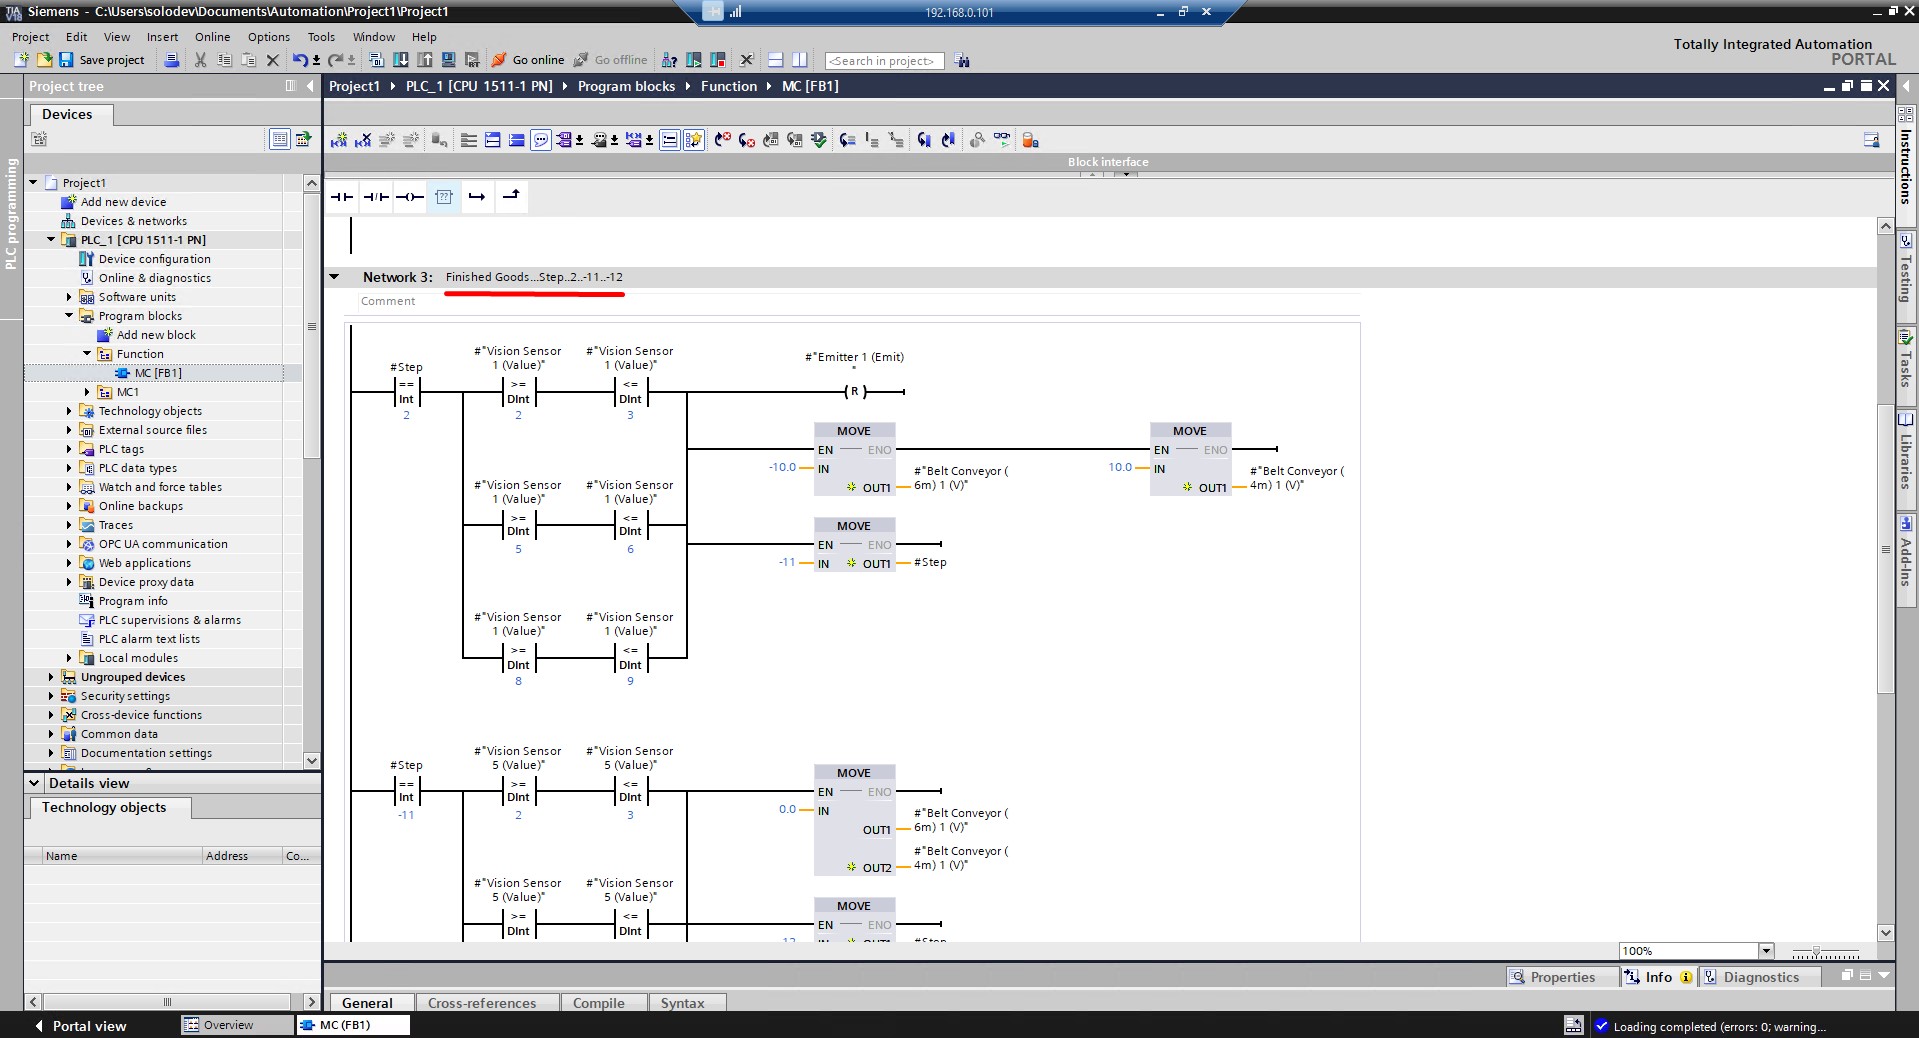 Siemens - C:\Users\solodev\Documents\Automation\Project1\Project1
192.168.0.101
Project Edit View Insert Online Options Tools Window Help
Totally Integrated Automation
PORTAL
Save project
Go online
Go offline
<Search in project>
Project tree
Project1 PLC_1 [CPU 1511-1 PN] Program blocks Function MC [FB1]
Devices
PLC programming
Block interface
Project1
Add new device
Devices & networks
PLC_1 [CPU 1511-1 PN]
Device configuration
Online & diagnostics
Software units
Program blocks
Add new block
Function
MC [FB1]
MC1
Technology objects
External source files
PLC tags
PLC data types
Watch and force tables
Online backups
Traces
OPC UA communication
Web applications
Device proxy data
Program info
PLC supervisions & alarms
PLC alarm text lists
Local modules
Ungrouped devices
Security settings
Cross-device functions
Common data
Documentation settings
Details view
Technology objects
Name Address Co...
??
Network 3: Finished Goods...Step..2..-11..-12
Comment
#Step
==
Int
2
#"Vision Sensor
1 (Value)"
>=
DInt
2
#"Vision Sensor
1 (Value)"
<=
DInt
3
#"Emitter 1 (Emit)
"
( R )
MOVE
EN ENO
-10.0 IN
OUT1
#"Belt Conveyor (
6m) 1 (V)"
MOVE
EN ENO
10.0 IN
OUT1
#"Belt Conveyor (
4m) 1 (V)"
#"Vision Sensor
1 (Value)"
>=
DInt
5
#"Vision Sensor
1 (Value)"
<=
DInt
6
MOVE
EN ENO
-11 IN OUT1 #Step
#"Vision Sensor
1 (Value)"
>=
DInt
8
#"Vision Sensor
1 (Value)"
<=
DInt
9
#Step
==
Int
-11
#"Vision Sensor
5 (Value)"
>=
DInt
2
#"Vision Sensor
5 (Value)"
<=
DInt
3
MOVE
EN ENO
0.0 IN
OUT1
#"Belt Conveyor (
6m) 1 (V)"
OUT2
#"Belt Conveyor (
4m) 1 (V)"
#"Vision Sensor
5 (Value)"
>=
DInt
#"Vision Sensor
5 (Value)"
<=
DInt
MOVE
EN ENO
Instructions
Testing
Tasks
Libraries
Add-Ins
100%
Properties Info Diagnostics
General Cross-references Compile Syntax
Portal view
Overview
MC (FB1)
Loading completed (errors: 0; warning...